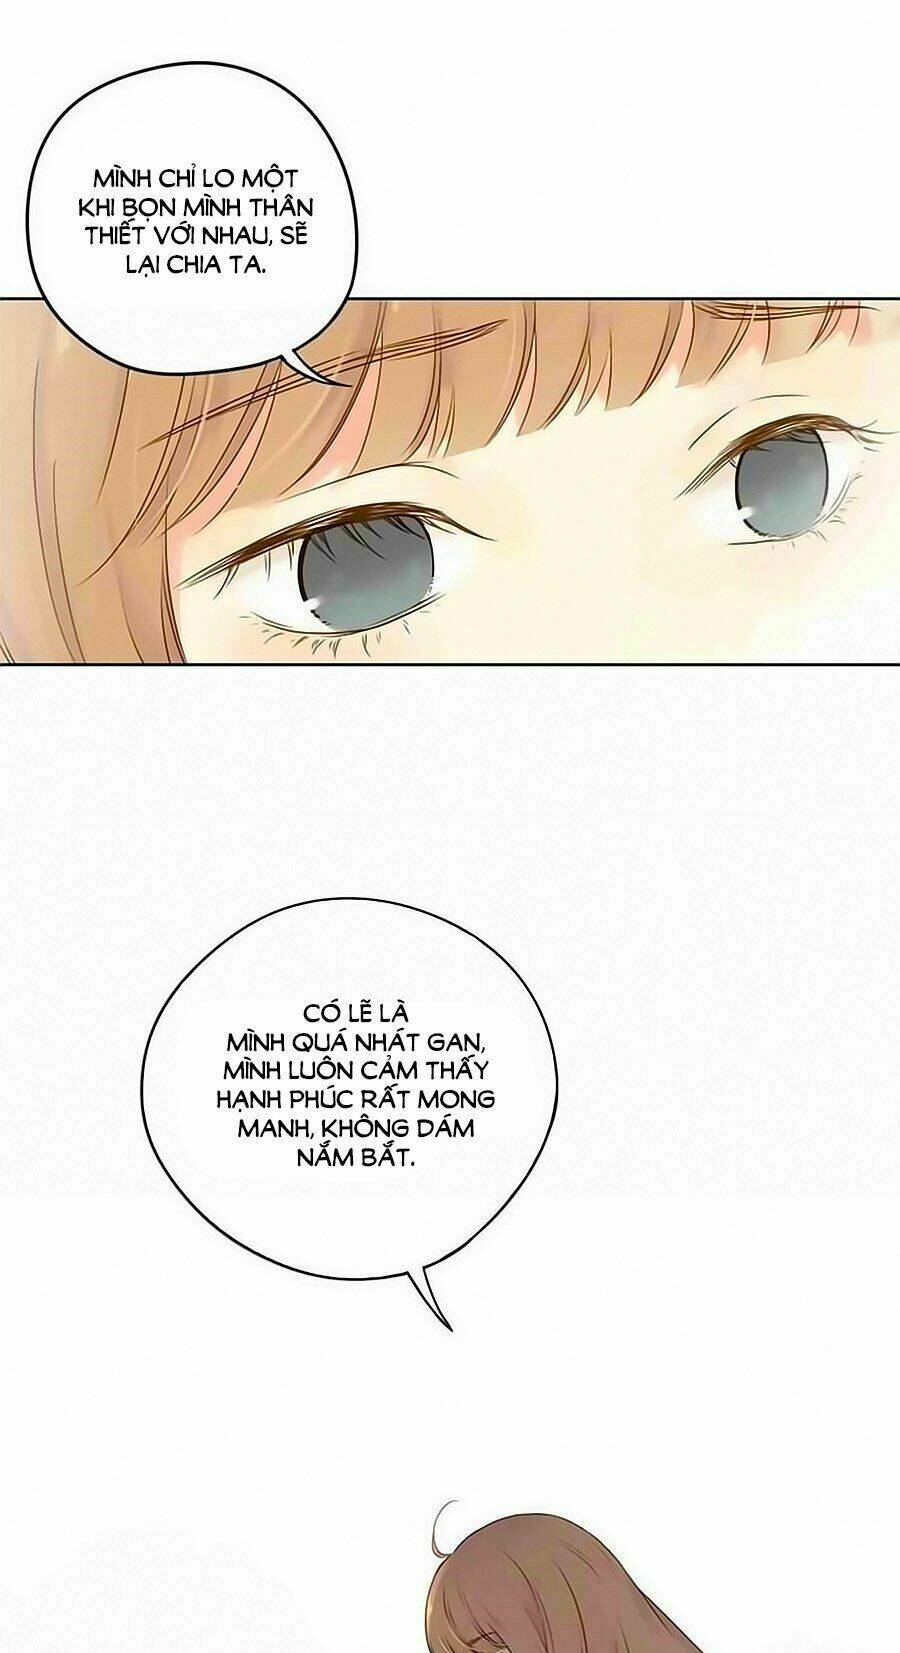 MÌNH CHỈ LO MỘT
KHI BỌN MÌNH THÂN
THIẾT VỚI NHAU, SẼ
LẠI CHIA TA.
CÓ LẼ LÀ
MÌNH QUÁ NHÁT GAN,
MÌNH LUÔN CẢM THẤY
HẠNH PHÚC RẤT MONG
MANH, KHÔNG DÁM
NẮM BẮT.